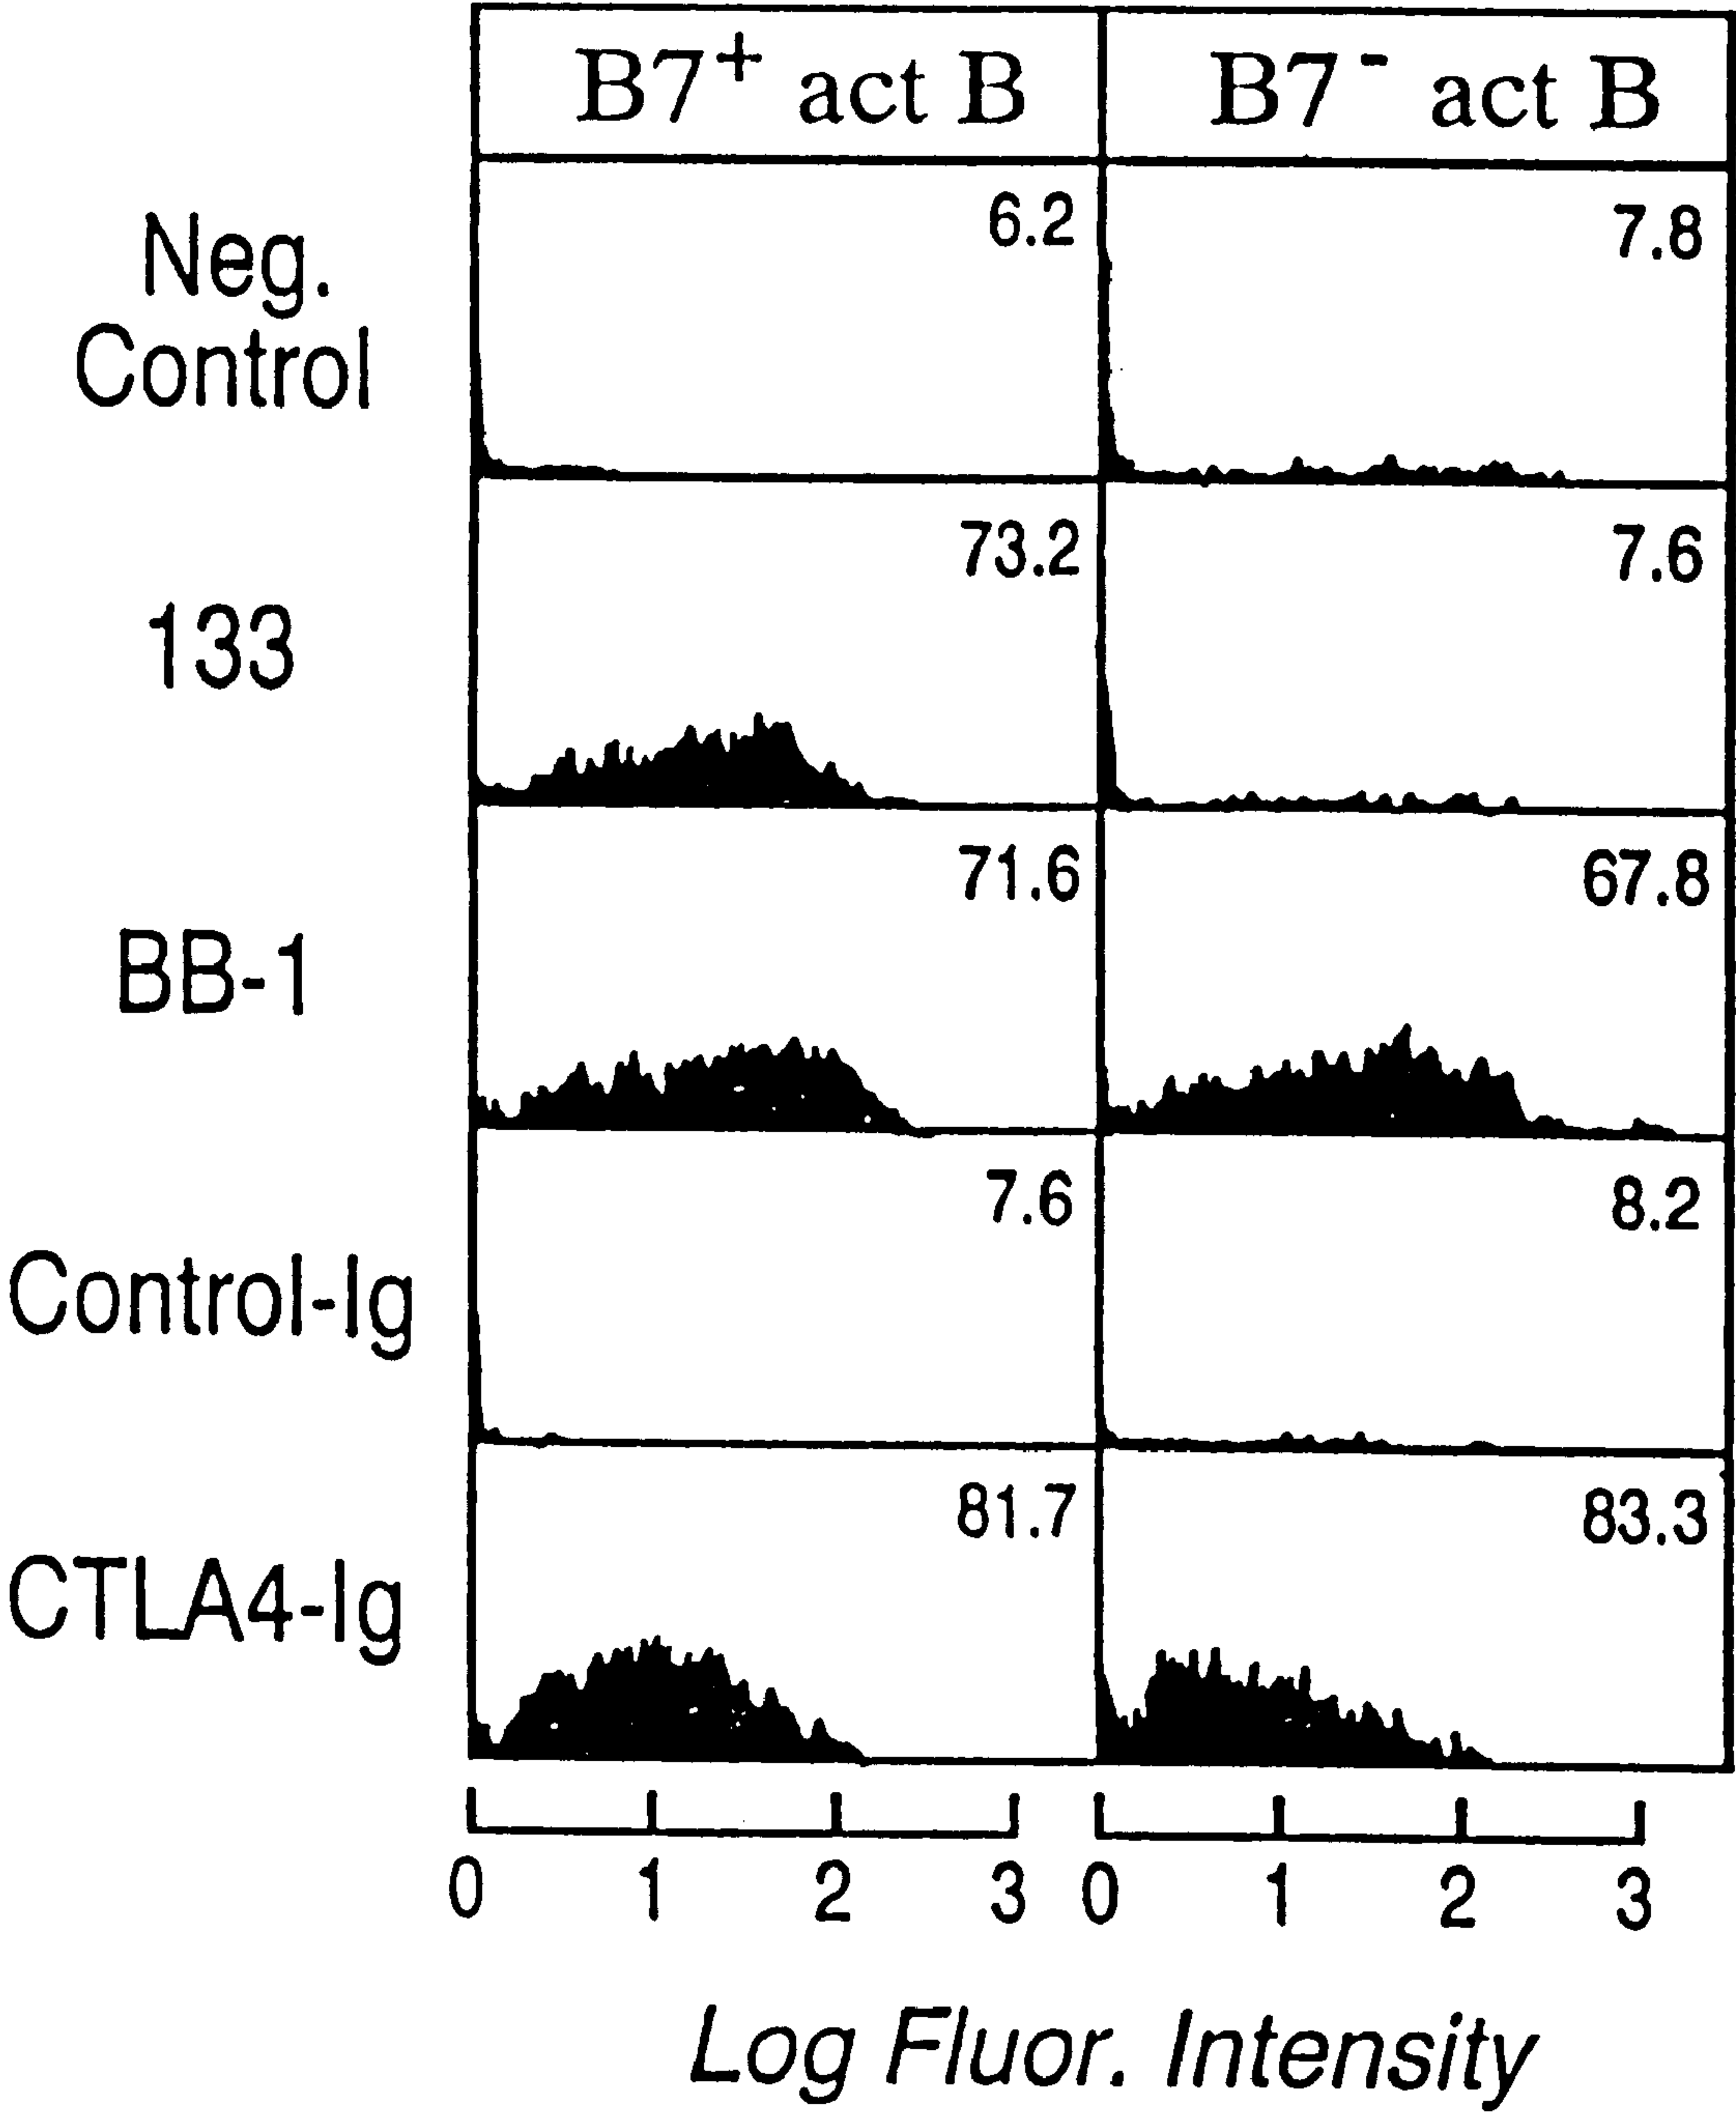 B7⁺ act B B7⁻ act B
Neg. Control 6.2 7.8
133 73.2 7.6
BB-1 71.6 67.8
Control-Ig 7.6 8.2
CTLA4-Ig 81.7 83.3
0 1 2 3 0 1 2 3
Log Fluor. Intensity